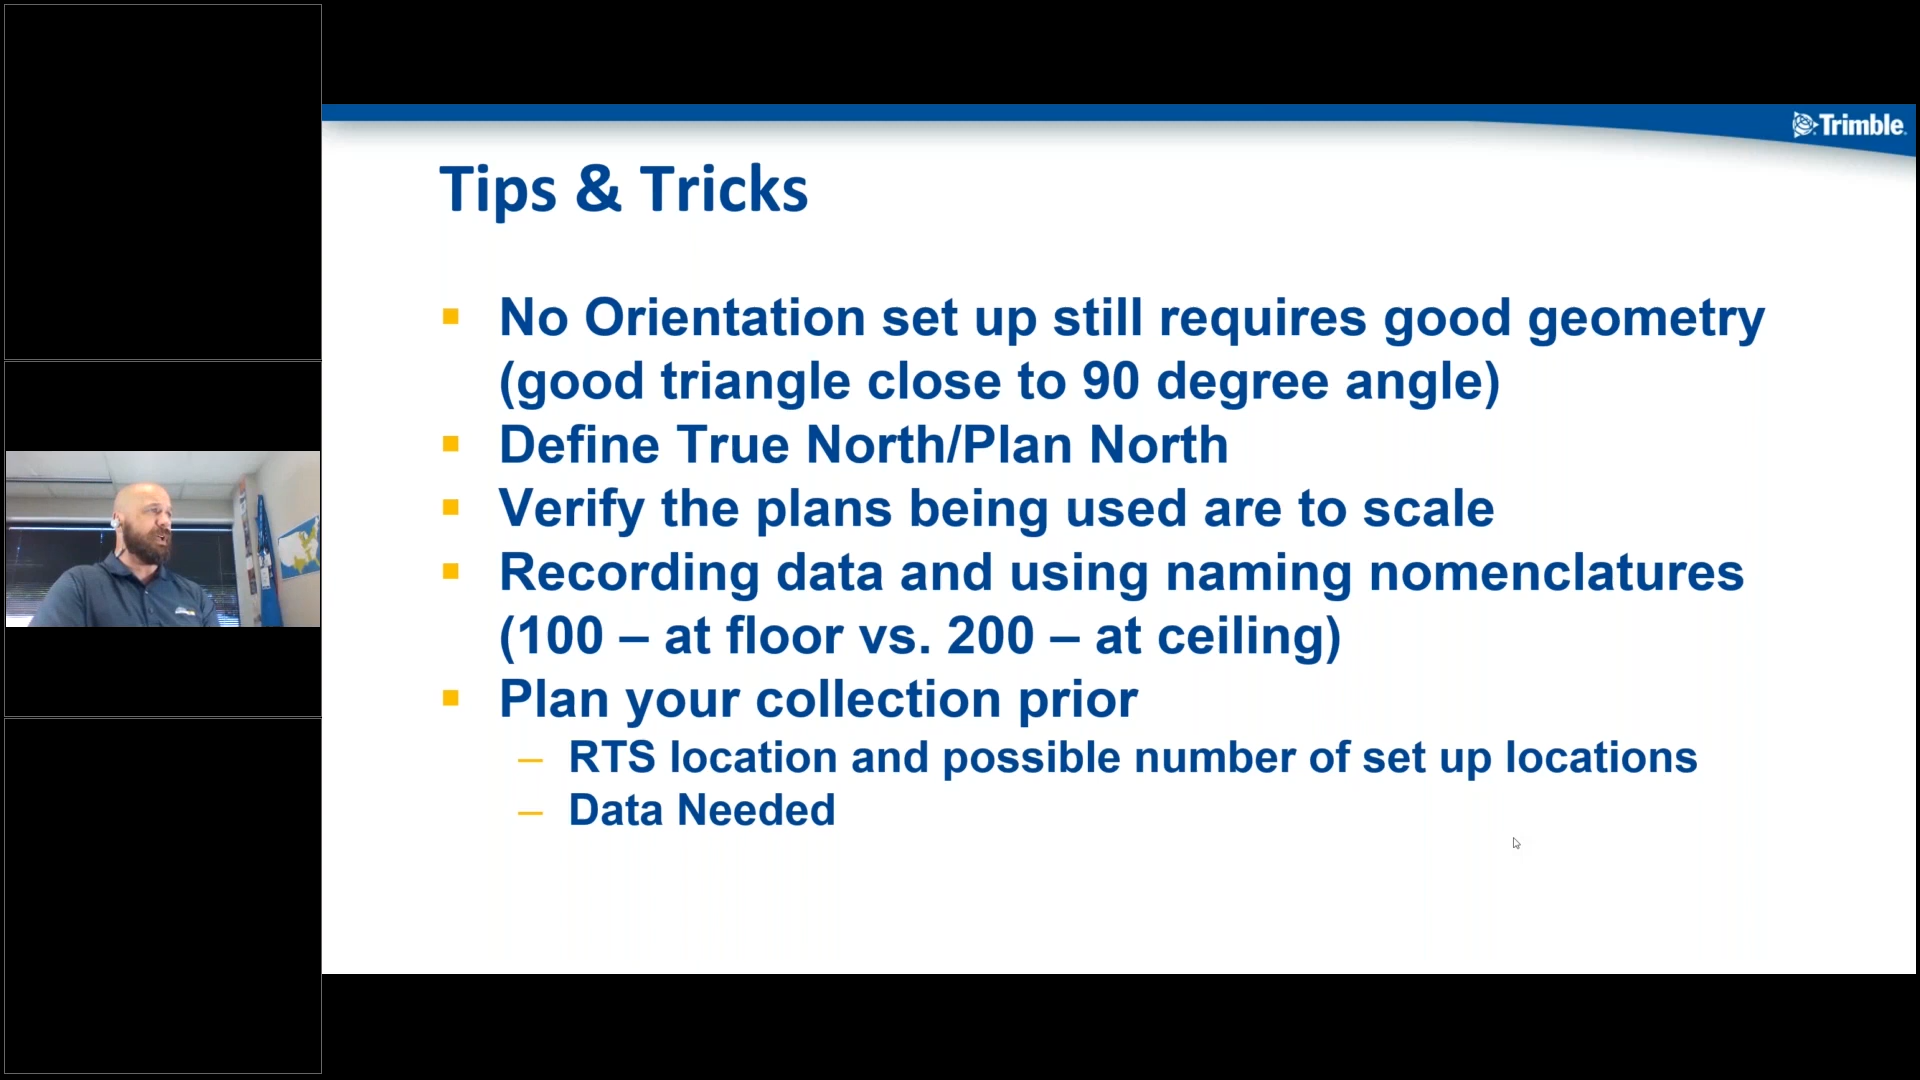 Trimble
Tips & Tricks
No Orientation set up still requires good geometry
(good triangle close to 90 degree angle)
Define True North/Plan North
Verify the plans being used are to scale
Recording data and using naming nomenclatures
(100 – at floor vs. 200 – at ceiling)
Plan your collection prior
– RTS location and possible number of set up locations
– Data Needed